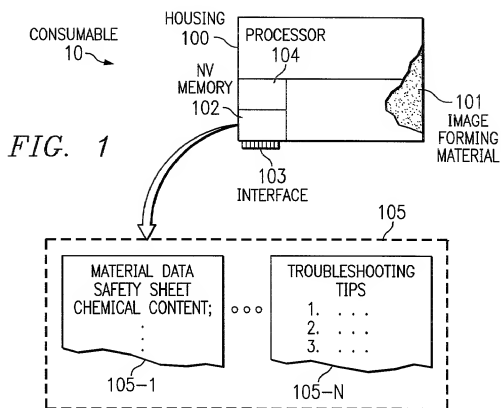 CONSUMABLE
10
HOUSING
100
PROCESSOR
104
NV
MEMORY
102
101
IMAGE
FORMING
MATERIAL
103
INTERFACE
FIG. 1
105
MATERIAL DATA
SAFETY SHEET
CHEMICAL CONTENT;
.
.
.
105-1
TROUBLESHOOTING
TIPS
1. . . .
2. . . .
3. . . .
105-N